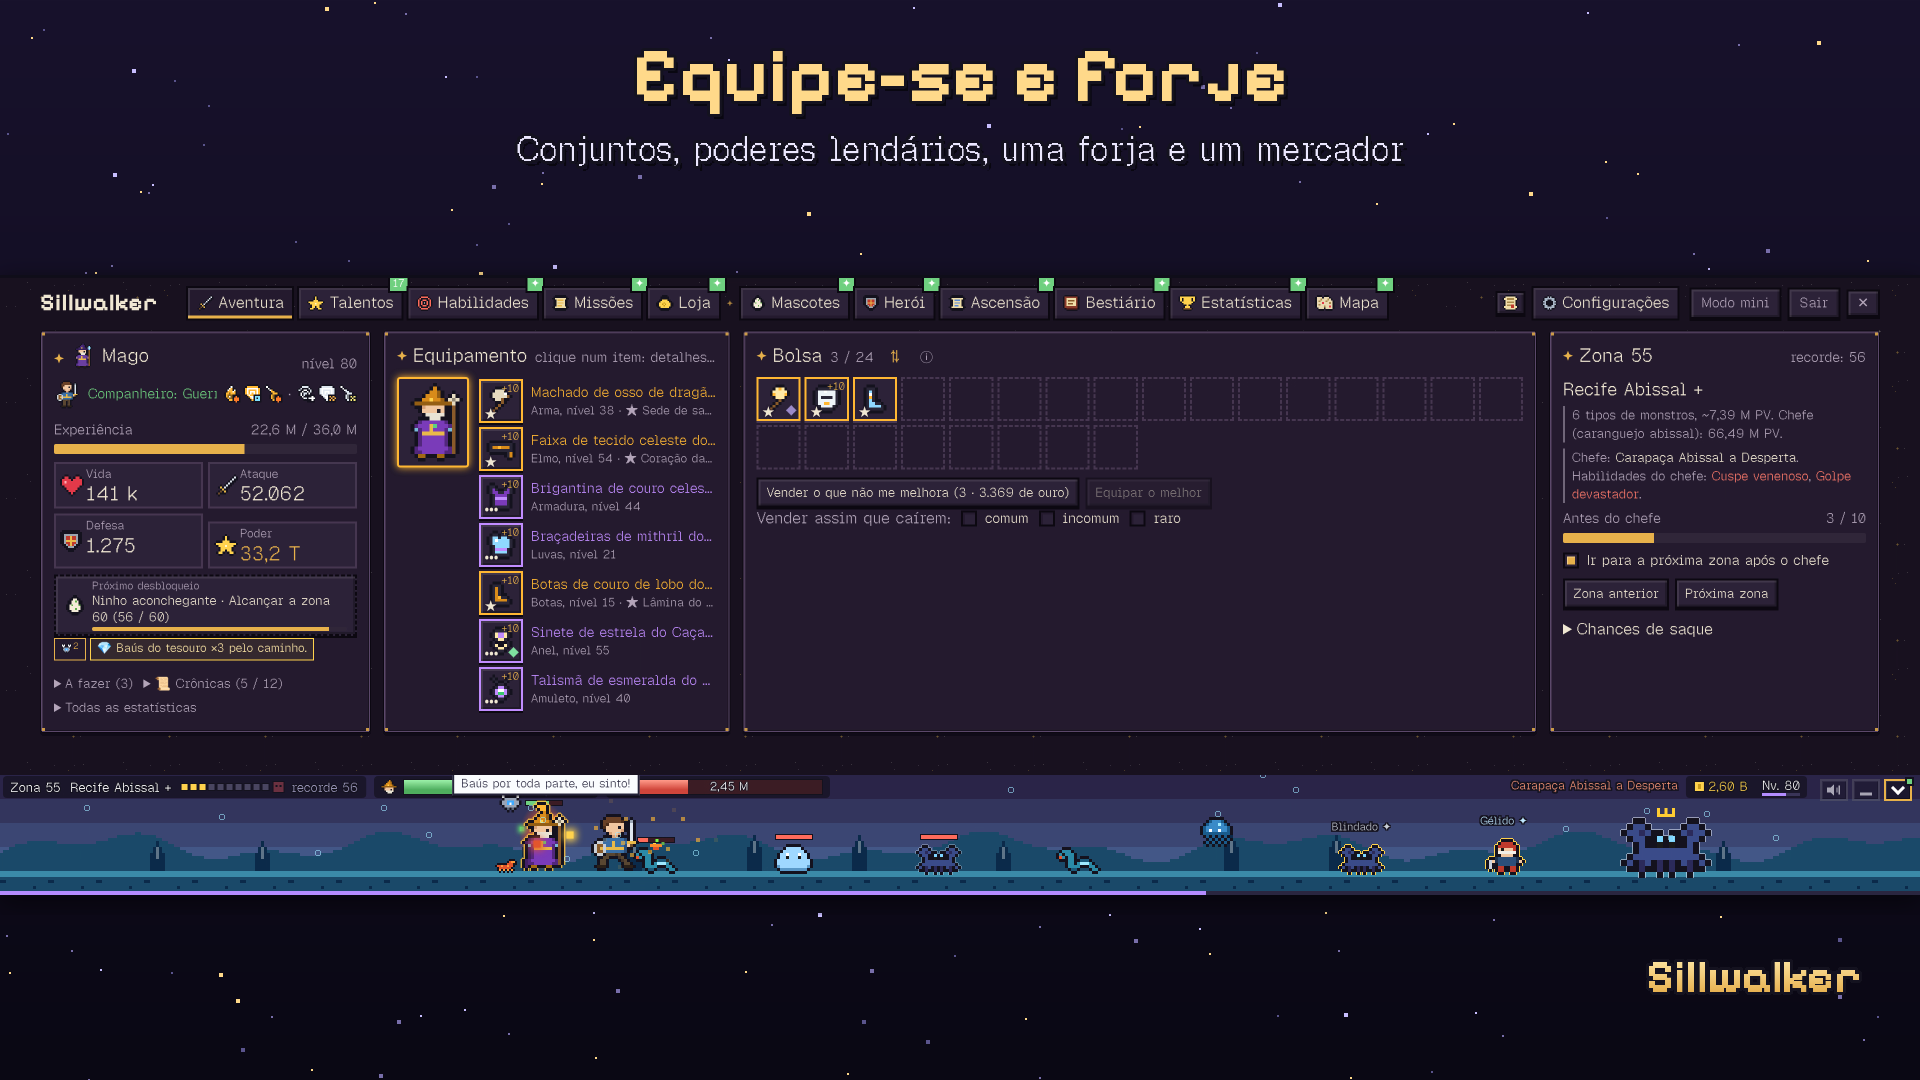 Equipe-se e Forje
Conjuntos, poderes lendários, uma forja e um mercador
Sillwalker
Aventura
17
Talentos
Habilidades
Missões
Loja
Mascotes
Herói
Ascensão
Bestiário
Estatísticas
Mapa
Configurações
Modo mini
Sair
×
Mago
nível 80
Companheiro: Guerr
Experiência
22,6 M / 36,0 M
Vida
141 k
Ataque
52.062
Defesa
1.275
Poder
33,2 T
Próximo desbloqueio
Ninho aconchegante · Alcançar a zona
60 (56 / 60)
2
Baús do tesouro ×3 pelo caminho.
A fazer (3)
Crônicas (5 / 12)
Todas as estatísticas
Equipamento
clique num item: detalhes...
+10
Machado de osso de dragã...
Arma, nível 38 · ★ Sede de sa...
+10
Faixa de tecido celeste do...
Elmo, nível 54 · ★ Coração da...
+10
Brigantina de couro celes...
Armadura, nível 44
+10
Braçadeiras de mithril do...
Luvas, nível 21
+10
Botas de couro de lobo do...
Botas, nível 15 · ★ Lâmina do ...
+10
Sinete de estrela do Caça...
Anel, nível 55
+10
Talismã de esmeralda do ...
Amuleto, nível 40
Bolsa
3 / 24
+10
Vender o que não me melhora (3 · 3.369 de ouro)
Equipar o melhor
Vender assim que caírem:
comum
incomum
raro
Zona 55
recorde: 56
Recife Abissal +
6 tipos de monstros, ~7,39 M PV. Chefe
(caranguejo abissal): 66,49 M PV.
Chefe: Carapaça Abissal a Desperta.
Habilidades do chefe: Cuspe venenoso, Golpe
devastador.
Antes do chefe
3 / 10
Ir para a próxima zona após o chefe
Zona anterior
Próxima zona
Chances de saque
Zona 55
Recife Abissal +
recorde 56
Baús por toda parte, eu sinto!
2,45 M
Carapaça Abissal a Desperta
2,60 B
Nv. 80
Blindado
Gélido
Sillwalker